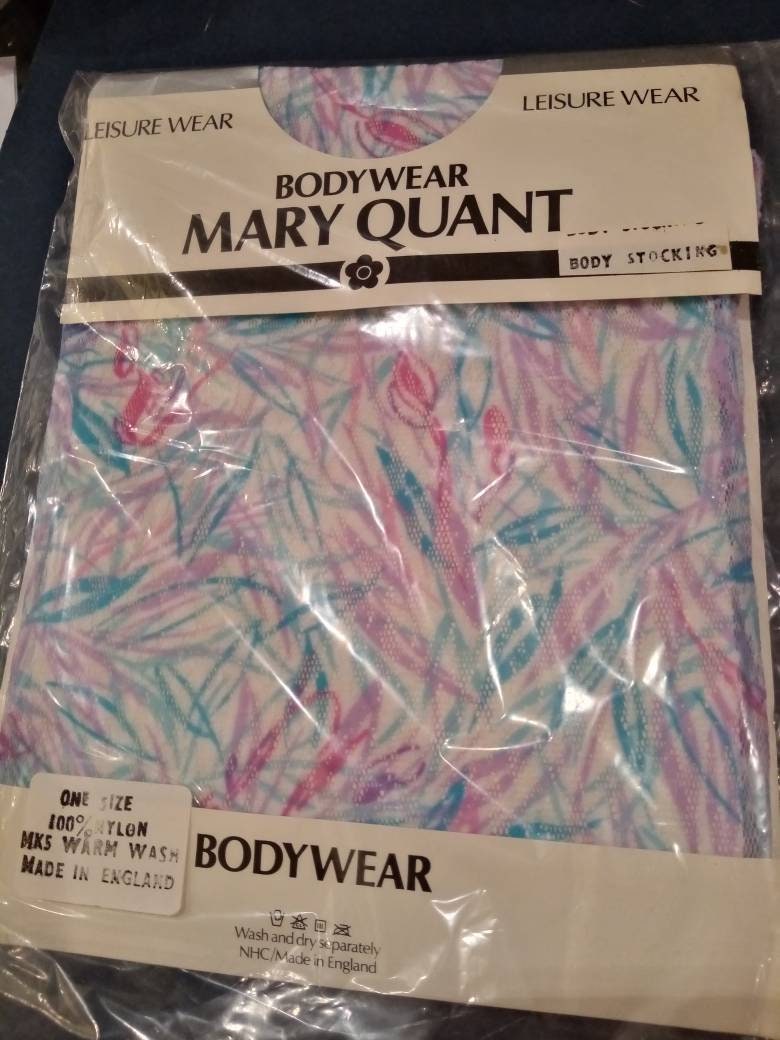 LEISURE WEAR
LEISURE WEAR
BODYWEAR
MARY QUANT
BODY STOCKING
ONE SIZE
100% NYLON
MK5 WARM WASH
MADE IN ENGLAND
BODYWEAR
Wash and dry separately
NHC/Made in England